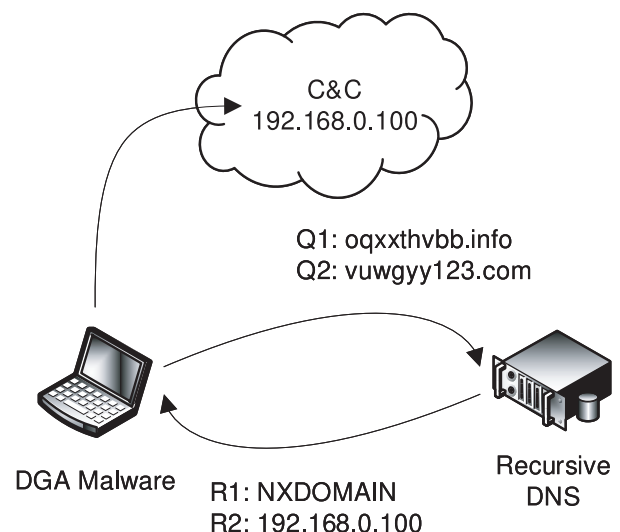 C&C
192.168.0.100
Q1: oqxxthvbb.info
Q2: vuwgyy123.com
DGA Malware
Recursive
DNS
R1: NXDOMAIN
R2: 192.168.0.100